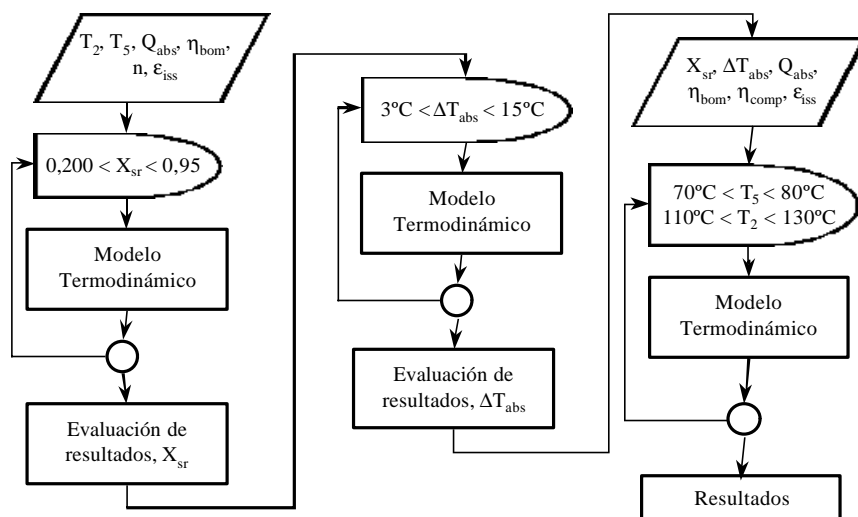 T₂, T₅, Q_abs, η_bom,
n, ε_iss
0,200 < X_sr < 0,95
Modelo
Termodinámico
Evaluación de
resultados, X_sr
3ºC <ΔT_abs < 15ºC
Modelo
Termodinámico
Evaluación de
resultados, ΔT_abs
X_sr, ΔT_abs, Q_abs,
η_bom, η_comp, ε_iss
70ºC < T₅ < 80ºC
110ºC < T₂ < 130ºC
Modelo
Termodinámico
Resultados